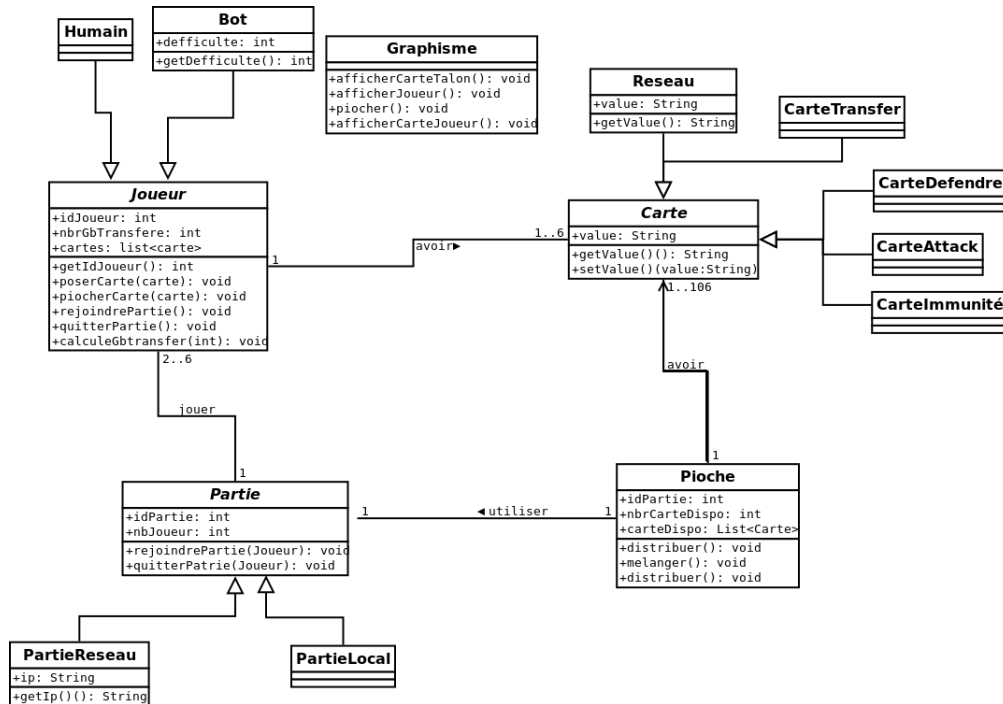 Humain
Bot
+defficulte: int
+getDefficulte(): int
Graphisme
+afficherCarteTalon(): void
+afficherJoueur(): void
+piocher(): void
+afficherCarteJoueur(): void
Reseau
+value: String
+getValue(): String
CarteTransfer
Joueur
+idJoueur: int
+nbrGbTransfere: int
+cartes: list<carte>
+getIdJoueur(): int
+poserCarte(carte): void
+piocherCarte(carte): void
+rejoindrePartie(): void
+quitterPartie(): void
+calculeGbtransfer(int): void
1
avoir►
1..6
Carte
+value: String
+getValue()(): String
+setValue()(value:String)
1..106
CarteDefendre
CarteAttack
CarteImmunité
2..6
jouer
1
avoir
1
Partie
+idPartie: int
+nbJoueur: int
+rejoindrePartie(Joueur): void
+quitterPatrie(Joueur): void
1
◄utiliser
1
Pioche
+idPartie: int
+nbrCarteDispo: int
+carteDispo: List<Carte>
+distribuer(): void
+melanger(): void
+distribuer(): void
PartieReseau
+ip: String
+getIp()(): String
PartieLocal